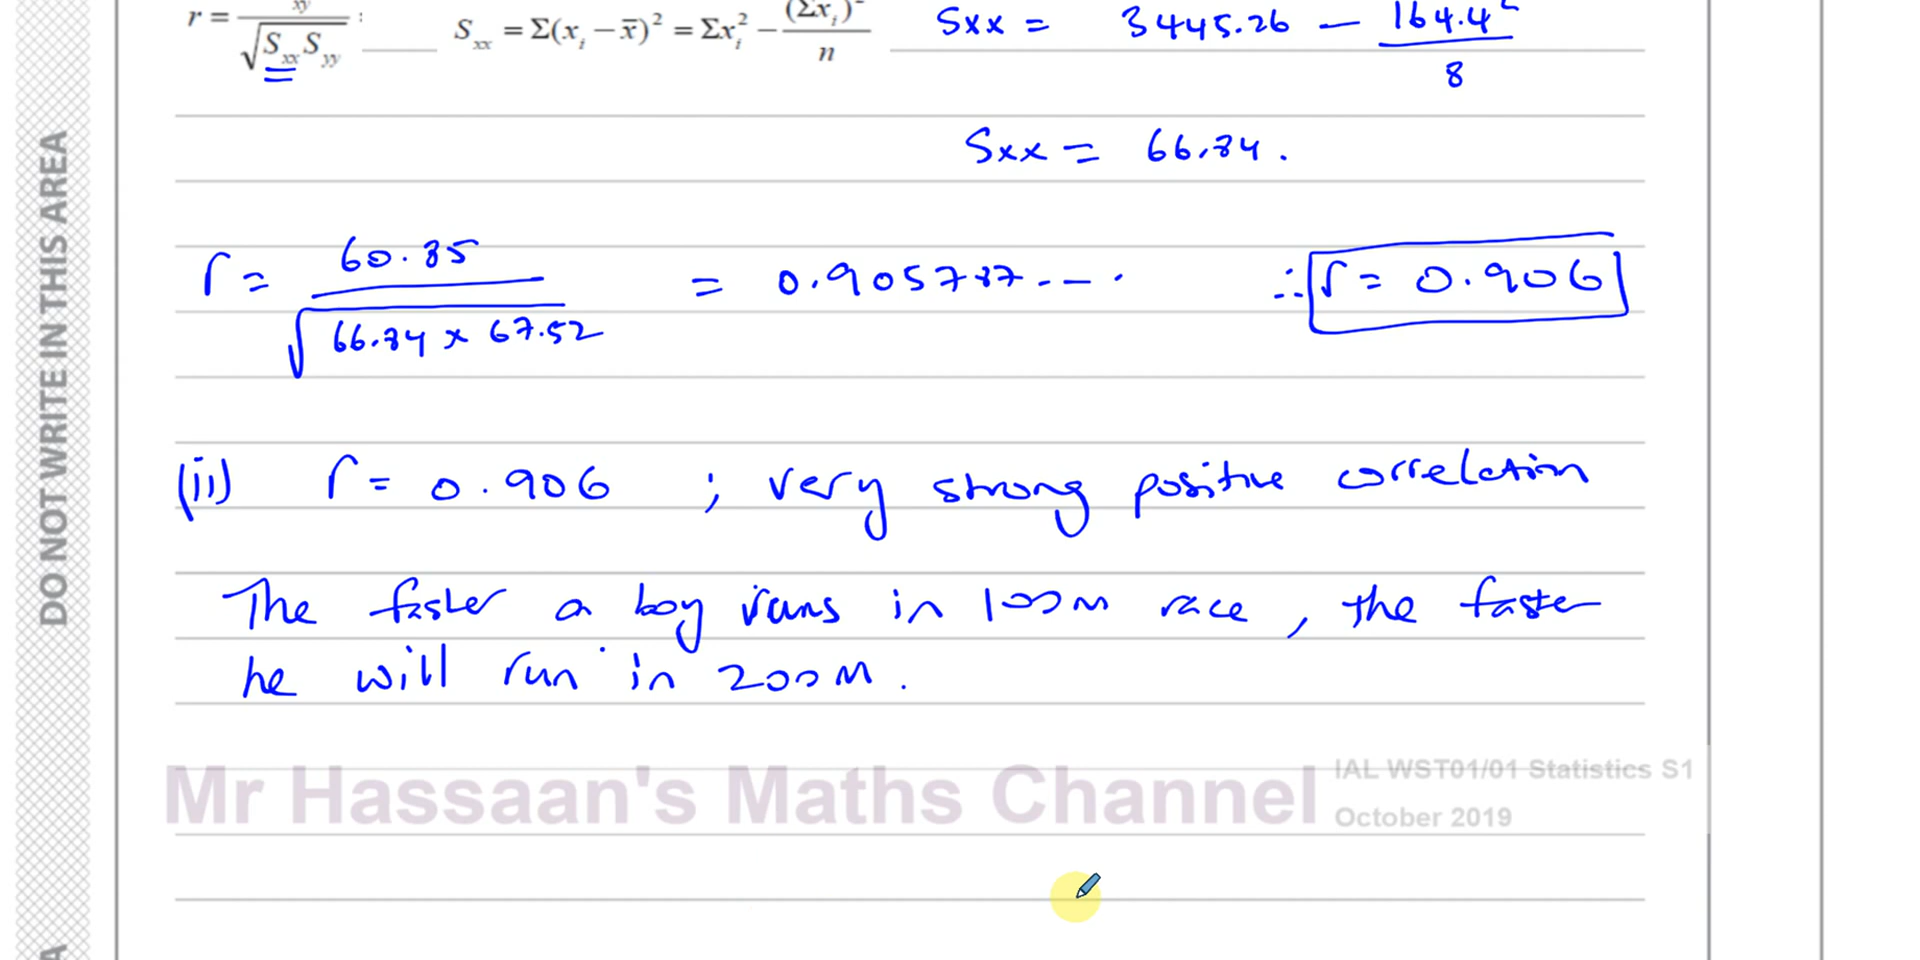 r = xy / √SxxSyy : Sxx = Σ(xi − x̄)² = Σxi² − (Σxi)² / n Sxx = 3445.26 − 164.4² / 8
Sxx = 66.84.
r = 60.85 / √66.84 x 67.52 = 0.905787---. ∴ r = 0.906
(ii) r = 0.906 ; very strong positive correlation
The faster a boy runs in 100m race, the faster
he will run in 200m.
Mr Hassaan's Maths Channel
IAL WST01/01 Statistics S1
October 2019
DO NOT WRITE IN THIS AREA
A